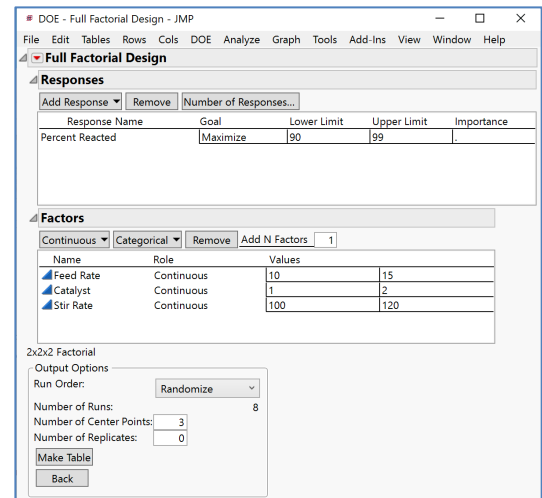 DOE - Full Factorial Design - JMP
File Edit Tables Rows Cols DOE Analyze Graph Tools Add-Ins View Window Help
Full Factorial Design
Responses
Add Response Remove Number of Responses...
Response Name Goal Lower Limit Upper Limit Importance
Percent Reacted Maximize 90 99 .
Factors
Continuous Categorical Remove Add N Factors 1
Name Role Values
Feed Rate Continuous 10 15
Catalyst Continuous 1 2
Stir Rate Continuous 100 120
2x2x2 Factorial
Output Options
Run Order: Randomize
Number of Runs: 8
Number of Center Points: 3
Number of Replicates: 0
Make Table
Back